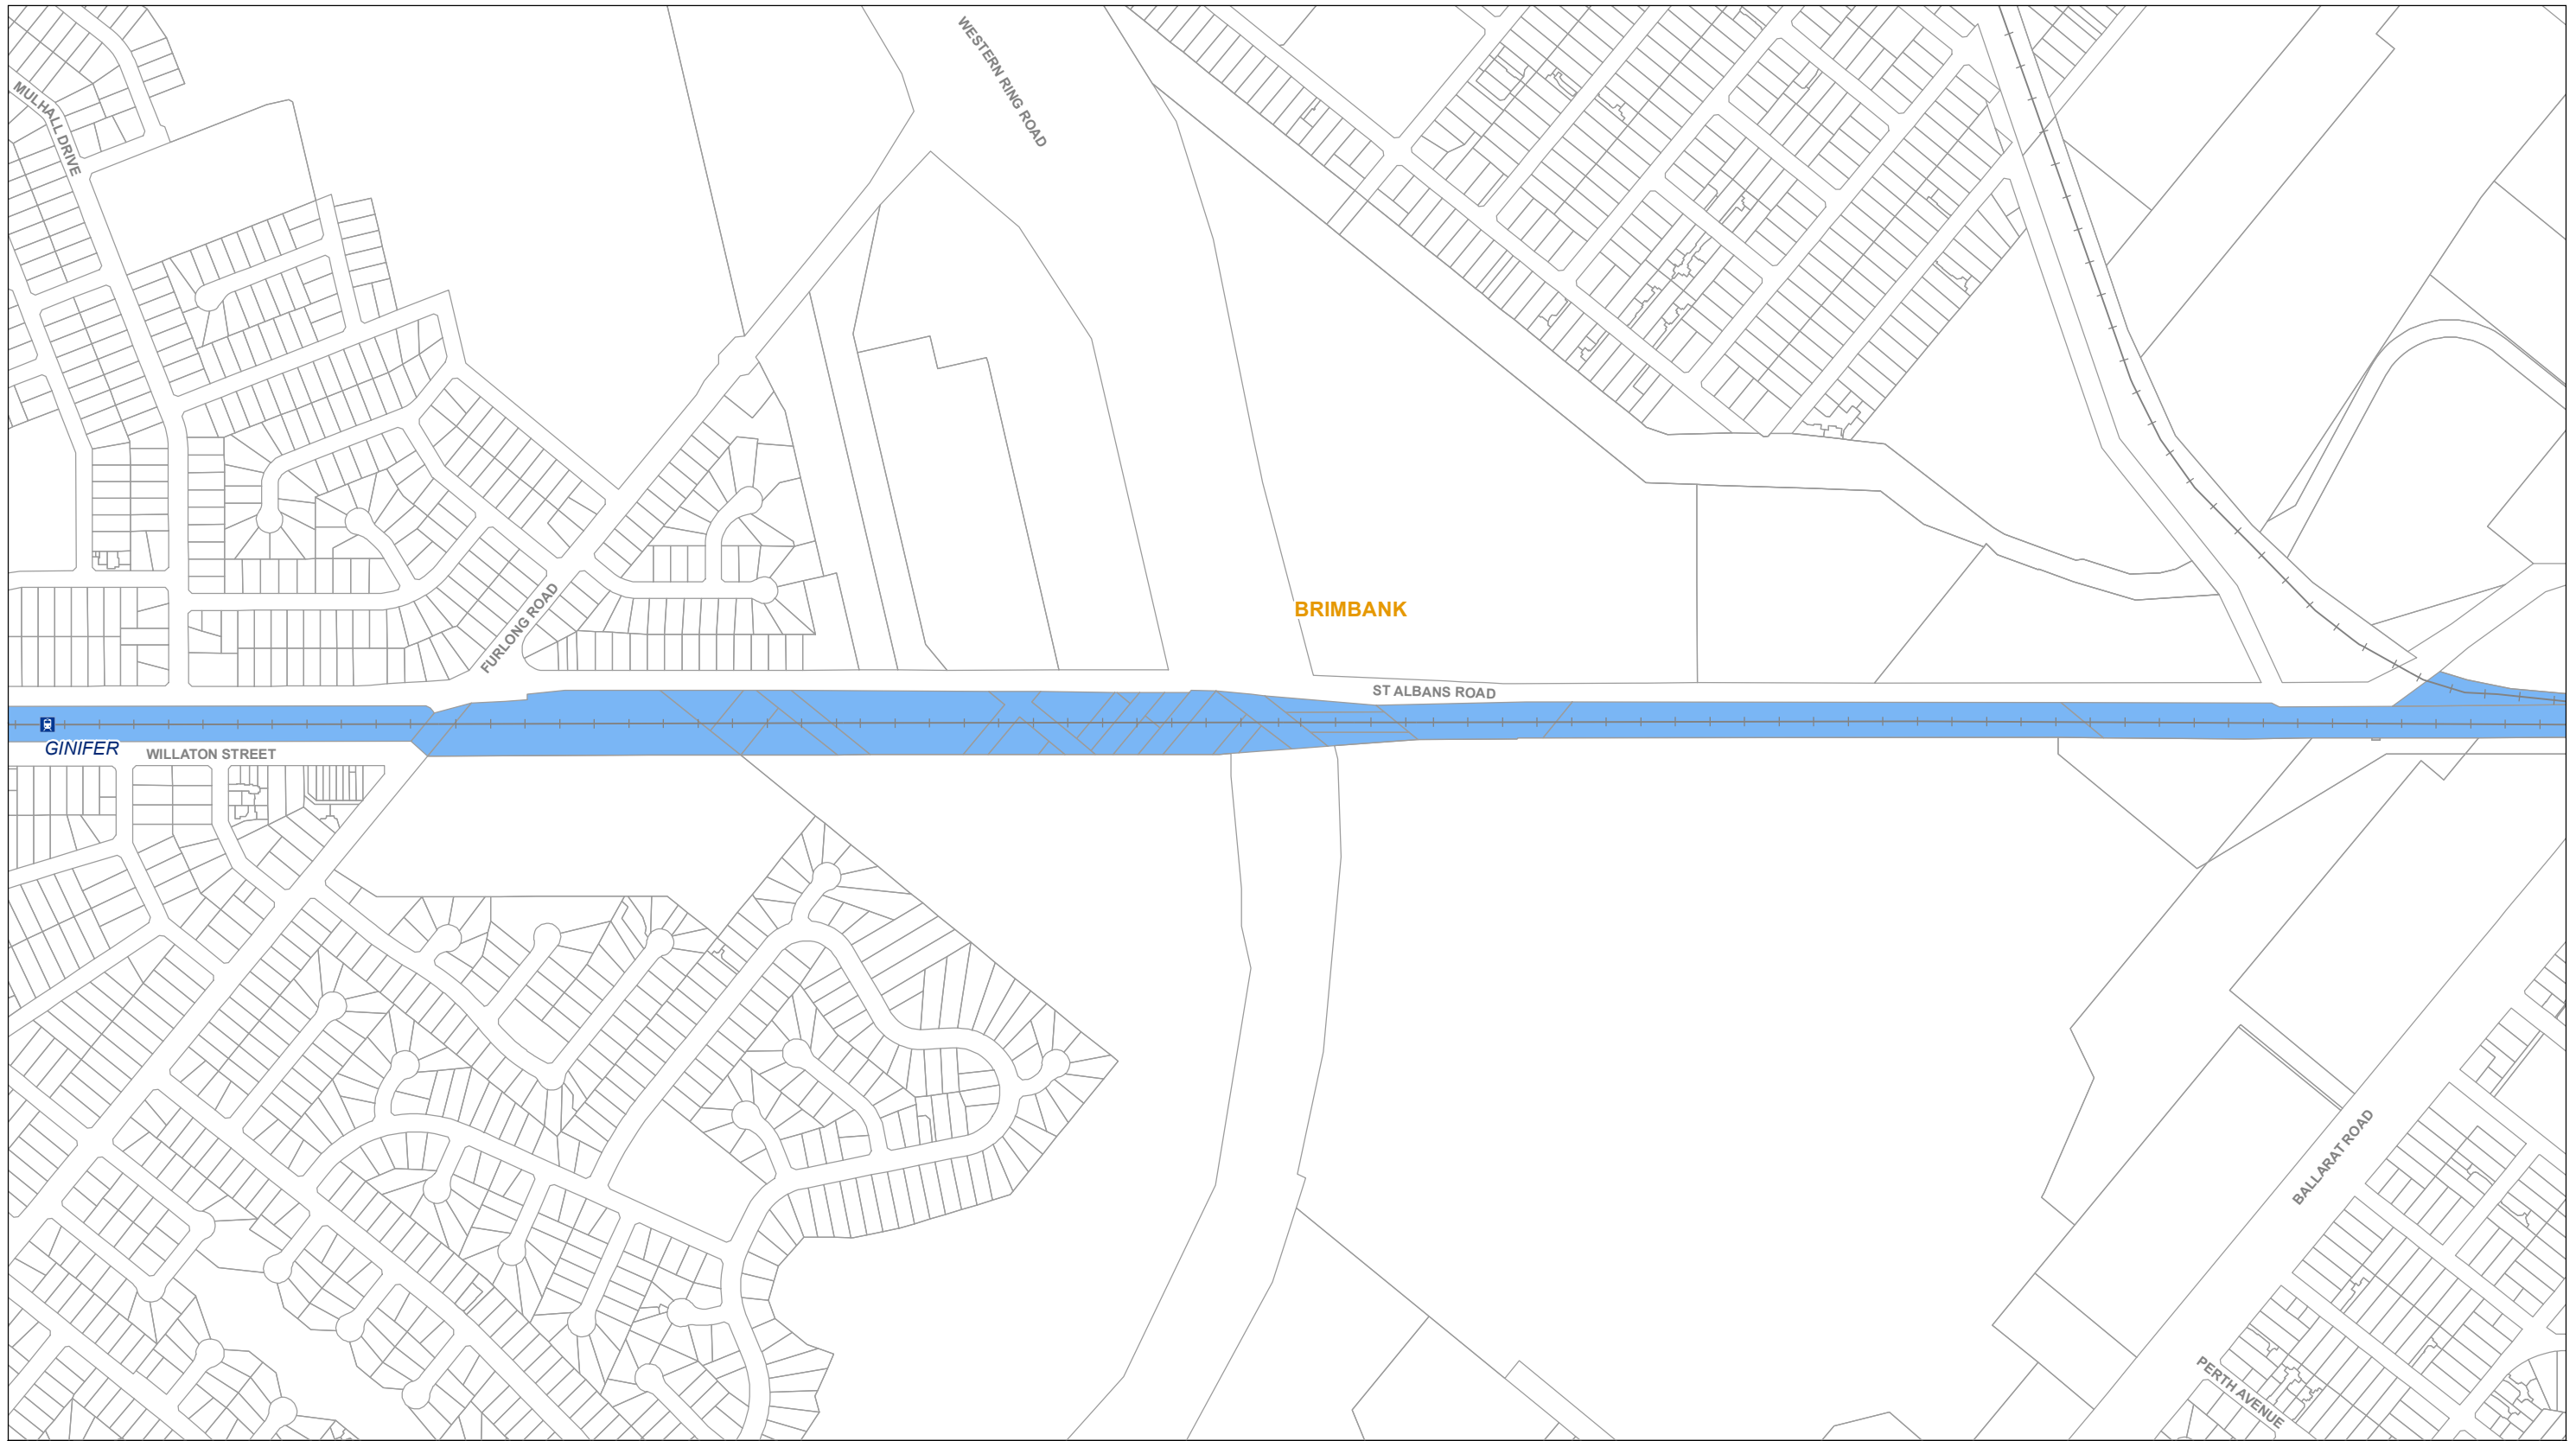 WESTERN RING ROAD
MULHALL DRIVE
FURLONG ROAD
BRIMBANK
ST ALBANS ROAD
GINIFER
WILLATON STREET
BALLARAT ROAD
PERTH AVENUE